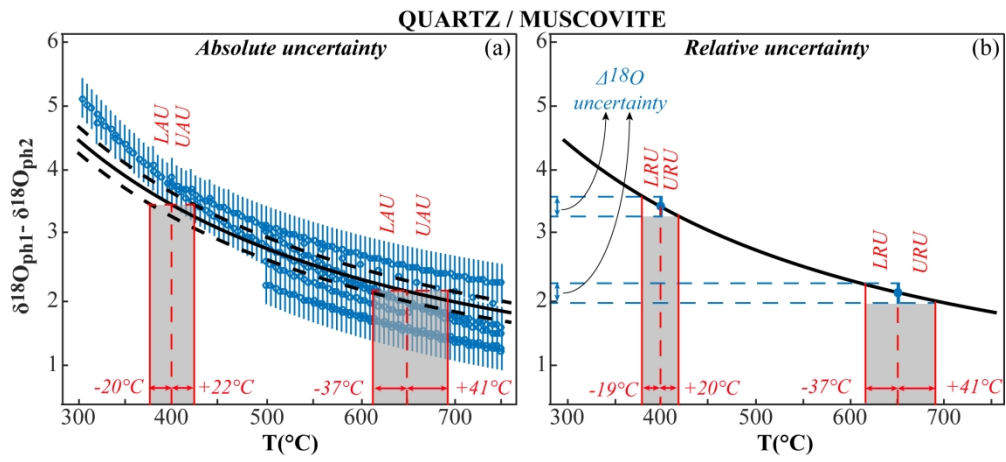 QUARTZ / MUSCOVITE
Absolute uncertainty
(a)
δ18Oph1- δ18Oph2
6
5
4
3
2
1
LAU
UAU
LAU
UAU
-20°C
+22°C
-37°C
+41°C
300
400
500
600
700
T(°C)
Relative uncertainty
(b)
6
5
4
3
2
1
Δ18O
uncertainty
LRU
URU
LRU
URU
-19°C
+20°C
-37°C
+41°C
300
400
500
600
700
T(°C)